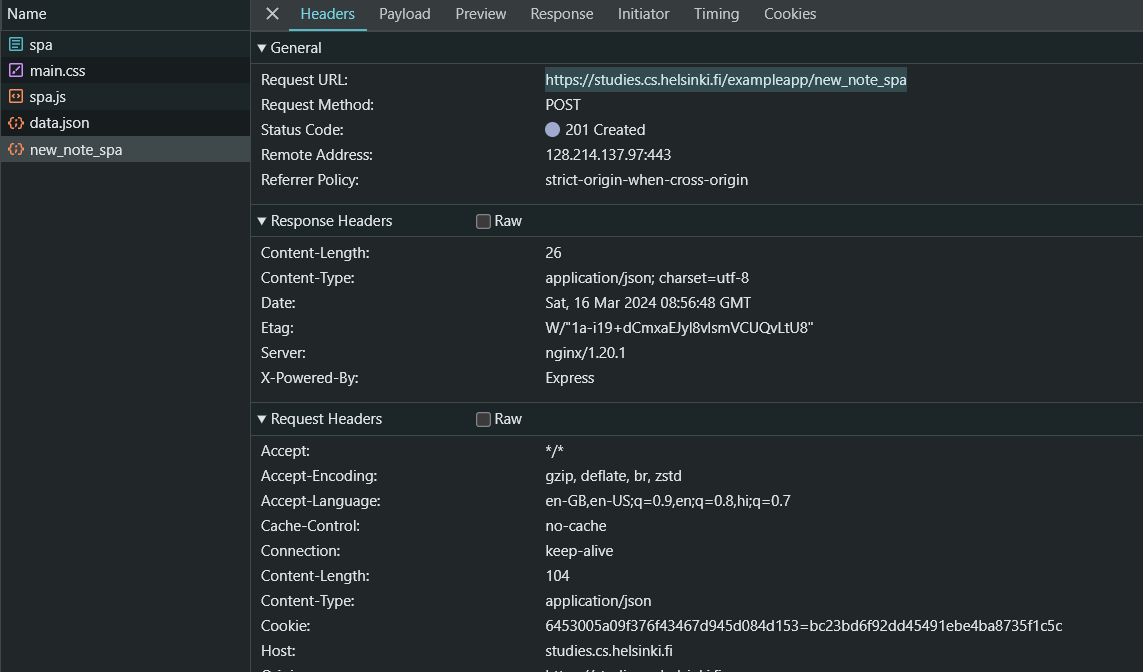 Name
Headers Payload Preview Response Initiator Timing Cookies
spa
main.css
spa.js
data.json
new_note_spa
General
Request URL: https://studies.cs.helsinki.fi/exampleapp/new_note_spa
Request Method: POST
Status Code: 201 Created
Remote Address: 128.214.137.97:443
Referrer Policy: strict-origin-when-cross-origin
Response Headers Raw
Content-Length: 26
Content-Type: application/json; charset=utf-8
Date: Sat, 16 Mar 2024 08:56:48 GMT
Etag: W/"1a-i19+dCmxaEJyl8vlsmVCUQvLtU8"
Server: nginx/1.20.1
X-Powered-By: Express
Request Headers Raw
Accept: */*
Accept-Encoding: gzip, deflate, br, zstd
Accept-Language: en-GB,en-US;q=0.9,en;q=0.8,hi;q=0.7
Cache-Control: no-cache
Connection: keep-alive
Content-Length: 104
Content-Type: application/json
Cookie: 6453005a09f376f43467d945d084d153=bc23bd6f92dd45491ebe4ba8735f1c5c
Host: studies.cs.helsinki.fi